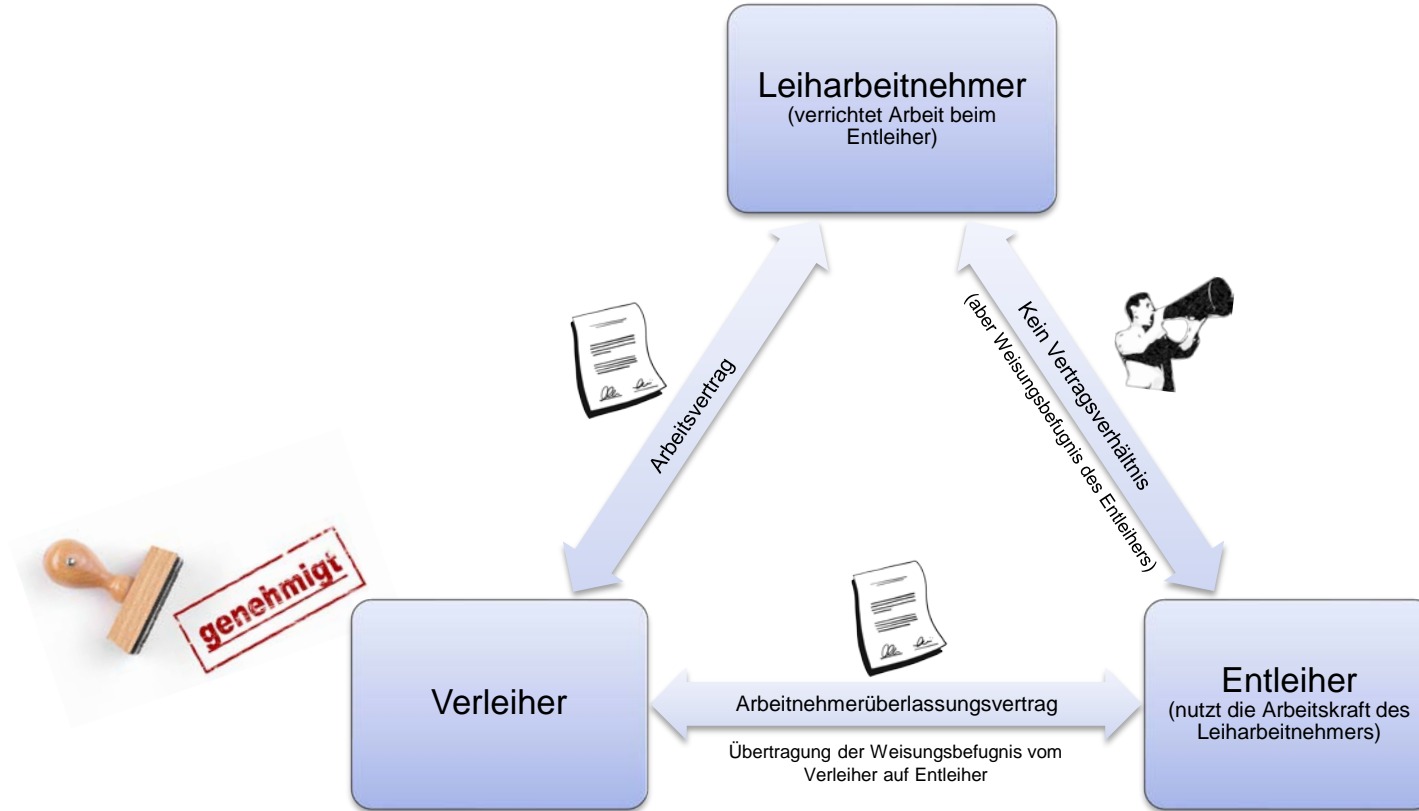 Leiharbeitnehmer
(verrichtet Arbeit beim
Entleiher)
Arbeitsvertrag
Kein Vertragsverhältnis
(aber Weisungsbefugnis des Entleihers)
genehmigt
Verleiher
Arbeitnehmerüberlassungsvertrag
Übertragung der Weisungsbefugnis vom
Verleiher auf Entleiher
Entleiher
(nutzt die Arbeitskraft des
Leiharbeitnehmers)